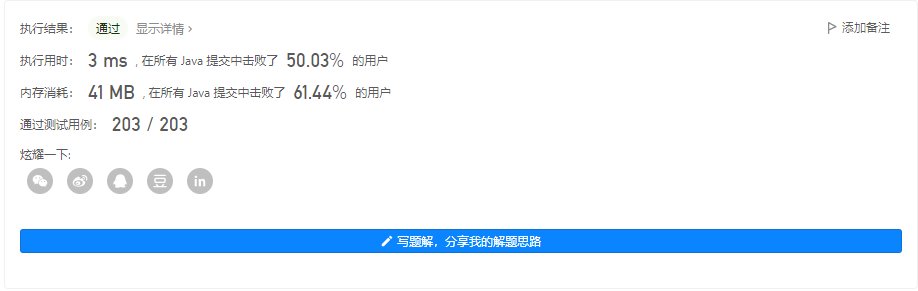 执行结果： 通过 显示详情 › 添加备注
执行用时： 3 ms , 在所有 Java 提交中击败了 50.03% 的用户
内存消耗： 41 MB , 在所有 Java 提交中击败了 61.44% 的用户
通过测试用例： 203 / 203
炫耀一下:
豆 in
写题解，分享我的解题思路